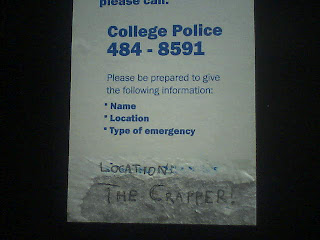 please call:
College Police
484 - 8591
Please be prepared to give
the following information:
• Name
• Location
• Type of emergency
LOCATION:
THE CRAPPER!